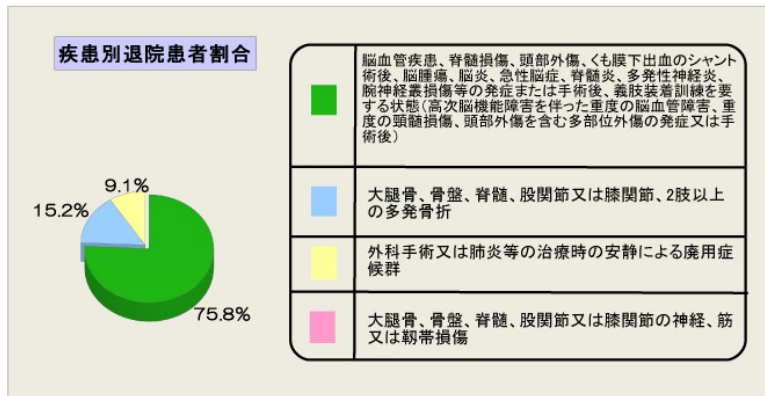 疾患別退院患者割合
脳血管疾患、脊髄損傷、頭部外傷、くも膜下出血のシャント
術後、脳腫瘍、脳炎、急性脳症、脊髄炎、多発性神経炎、
腕神経叢損傷等の発症または手術後、義肢装着訓練を要
する状態(高次脳機能障害を伴った重度の脳血管障害、重
度の頸髄損傷、頭部外傷を含む多部位外傷の発症又は手
術後)
9.1%
15.2%
75.8%
大腿骨、骨盤、脊髄、股関節又は膝関節、2肢以上
の多発骨折
外科手術又は肺炎等の治療時の安静による廃用症
候群
大腿骨、骨盤、脊髄、股関節又は膝関節の神経、筋
又は靱帯損傷